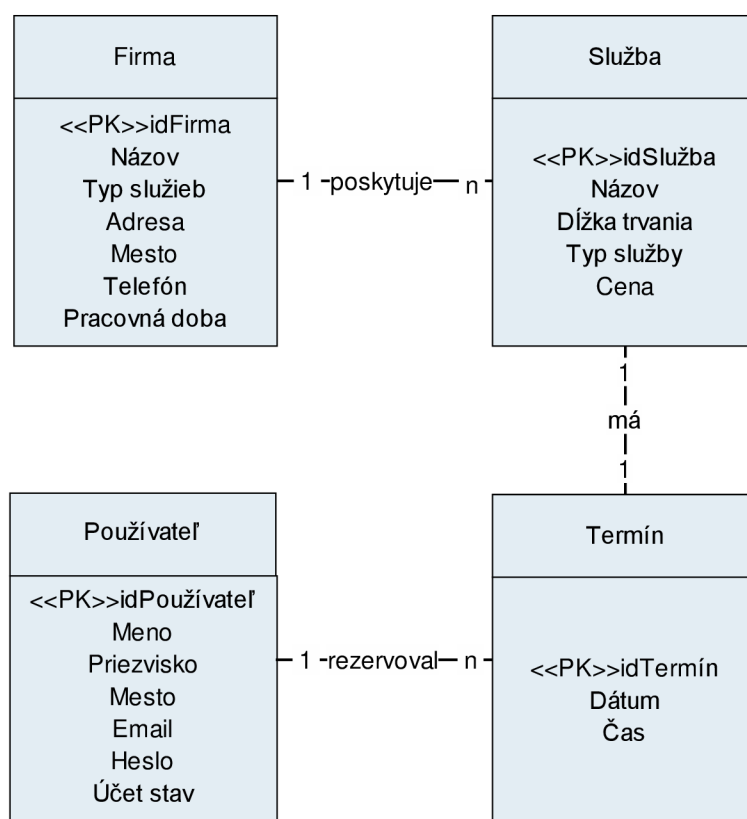 Firma
<<PK>>idFirma
Názov
Typ služieb
Adresa
Mesto
Telefón
Pracovná doba
1
poskytuje
n
Služba
<<PK>>idSlužba
Názov
Dĺžka trvania
Typ služby
Cena
1
má
1
Používateľ
<<PK>>idPoužívateľ
Meno
Priezvisko
Mesto
Email
Heslo
Účet stav
1
rezervoval
n
Termín
<<PK>>idTermín
Dátum
Čas